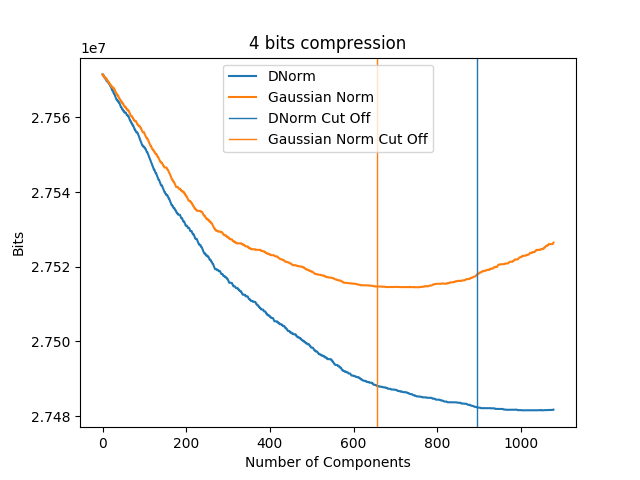 4 bits compression
1e7
DNorm
Gaussian Norm
DNorm Cut Off
Gaussian Norm Cut Off
2.756
2.754
2.752
2.750
2.748
Bits
0 200 400 600 800 1000
Number of Components